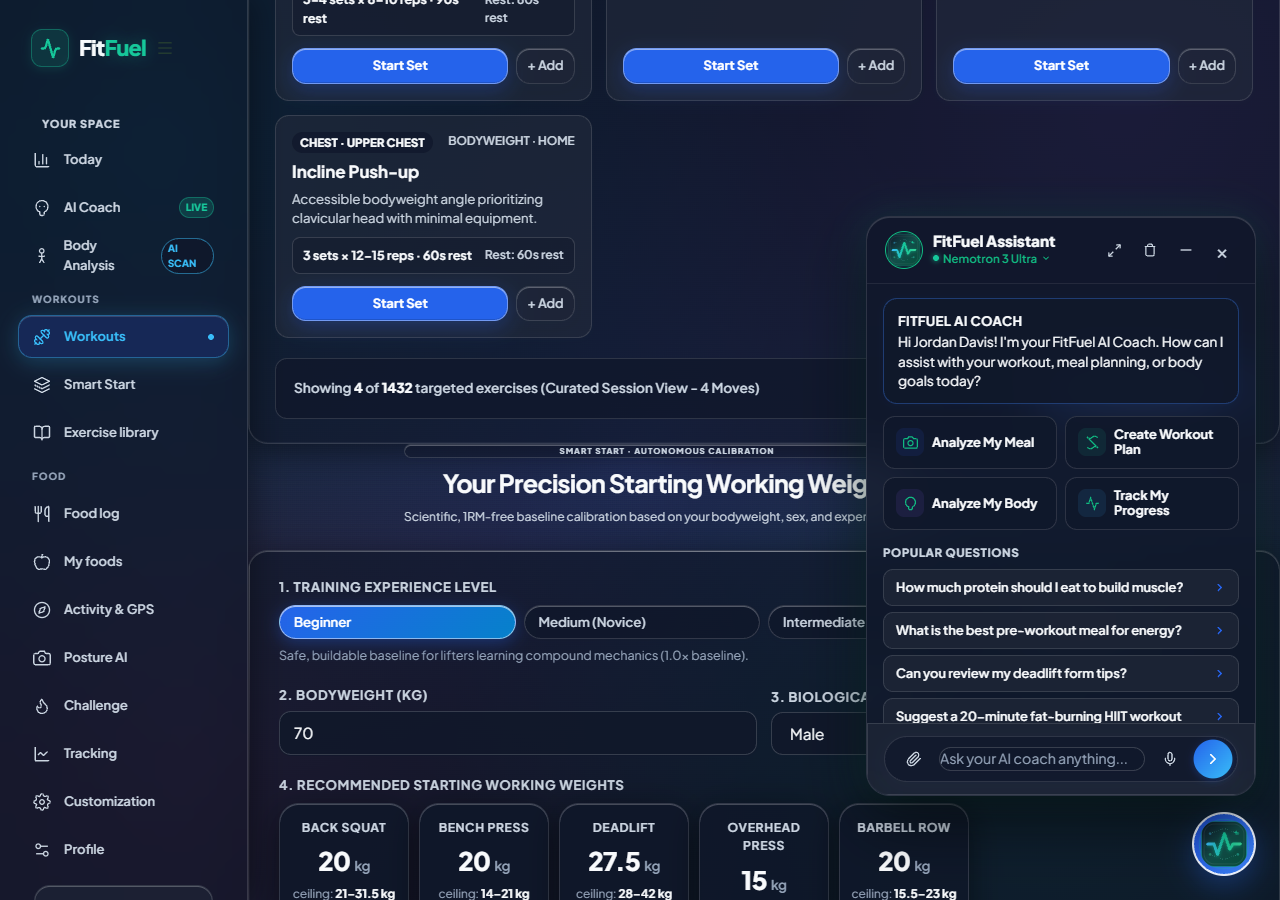 FitFuel
YOUR SPACE
Today
AI Coach
LIVE
Body
Analysis
AI
SCAN
WORKOUTS
Workouts
Smart Start
Exercise library
FOOD
Food log
My foods
Activity & GPS
Posture AI
Challenge
Tracking
Customization
Profile
rest
rest
Start Set
+ Add
Start Set
+ Add
Start Set
+ Add
CHEST · UPPER CHEST
BODYWEIGHT · HOME
Incline Push-up
Accessible bodyweight angle prioritizing
clavicular head with minimal equipment.
3 sets × 12–15 reps · 60s rest
Rest: 60s rest
Start Set
+ Add
Showing 4 of 1432 targeted exercises (Curated Session View - 4 Moves)
SMART START · AUTONOMOUS CALIBRATION
Your Precision Starting Working
Scientific, 1RM-free baseline calibration based on your bodyweight, sex, and
1. TRAINING EXPERIENCE LEVEL
Beginner
Medium (Novice)
Intermediate
Safe, buildable baseline for lifters learning compound mechanics (1.0× baseline).
2. BODYWEIGHT (KG)
70
3.
Male
4. RECOMMENDED STARTING WORKING WEIGHTS
BACK SQUAT
20 kg
ceiling: 21–31.5 kg
BENCH PRESS
20 kg
ceiling: 14–21 kg
DEADLIFT
27.5 kg
ceiling: 28–42 kg
OVERHEAD
PRESS
15 kg
BARBELL ROW
20 kg
ceiling: 15.5–23 kg
FitFuel Assistant
Nemotron 3 Ultra
FITFUEL AI COACH
Hi Jordan Davis! I'm your FitFuel AI Coach. How can I
assist with your workout, meal planning, or body
goals today?
Analyze My Meal
Create Workout
Plan
Analyze My Body
Track My
Progress
POPULAR QUESTIONS
How much protein should I eat to build muscle?
What is the best pre-workout meal for energy?
Can you review my deadlift form tips?
Suggest a 20-minute fat-burning HIIT workout
Ask your AI coach anything...